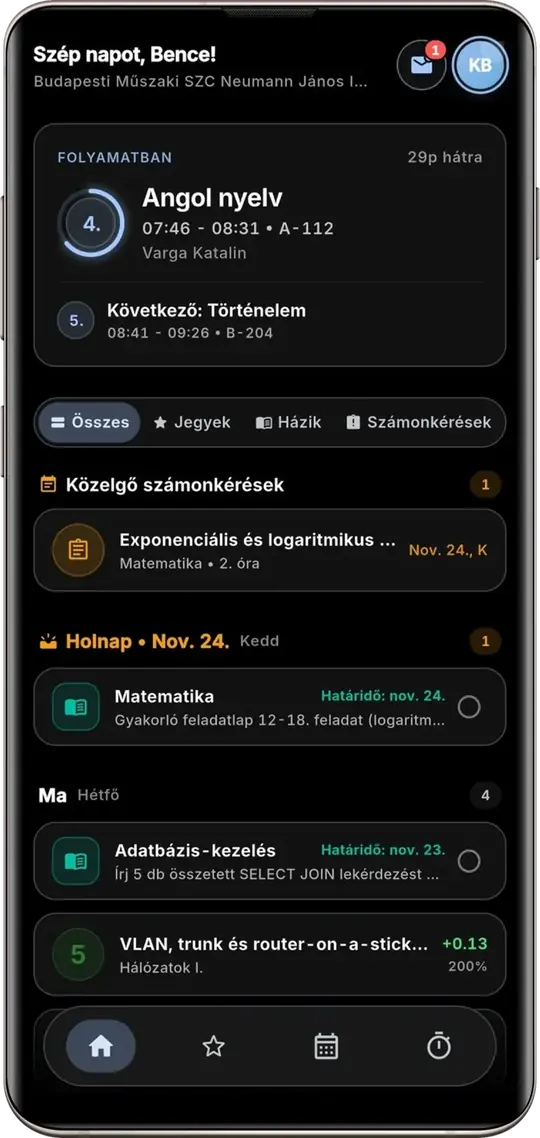 Szép napot, Bence!
Budapesti Műszaki SZC Neumann János I...
1
KB
FOLYAMATBAN
29p hátra
4.
Angol nyelv
07:46 - 08:31 • A-112
Varga Katalin
5.
Következő: Történelem
08:41 - 09:26 • B-204
Összes
Jegyek
Házik
Számonkérések
Közelgő számonkérések
1
Exponenciális és logaritmikus ...
Nov. 24., K
Matematika • 2. óra
Holnap • Nov. 24. Kedd
1
Matematika
Határidő: nov. 24.
Gyakorló feladatlap 12-18. feladat (logaritm...
Ma Hétfő
4
Adatbázis-kezelés
Határidő: nov. 23.
Írj 5 db összetett SELECT JOIN lekérdezést ...
5
VLAN, trunk és router-on-a-stick...
+0.13
Hálózatok I.
200%